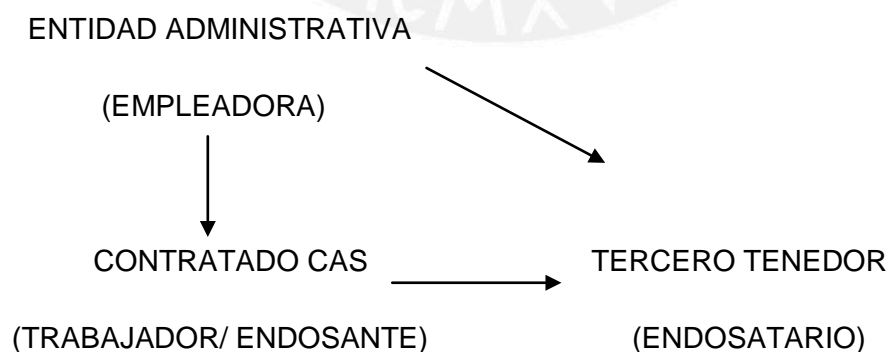 ENTIDAD ADMINISTRATIVA
(EMPLEADORA)
CONTRATADO CAS
TERCERO TENEDOR
(TRABAJADOR/ ENDOSANTE)
(ENDOSATARIO)